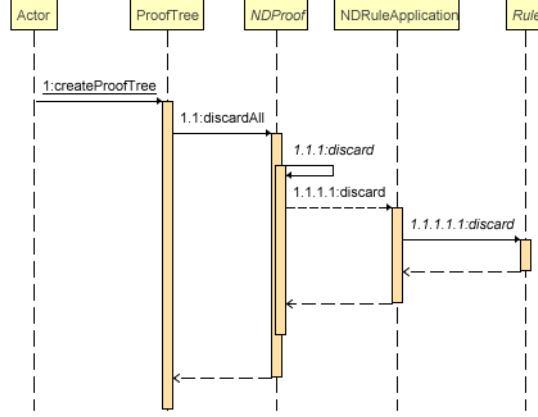 Actor
ProofTree
NDProof
NDRuleApplication
Rule
1:createProofTree
1.1:discardAll
1.1.1:discard
1.1.1.1:discard
1.1.1.1.1:discard